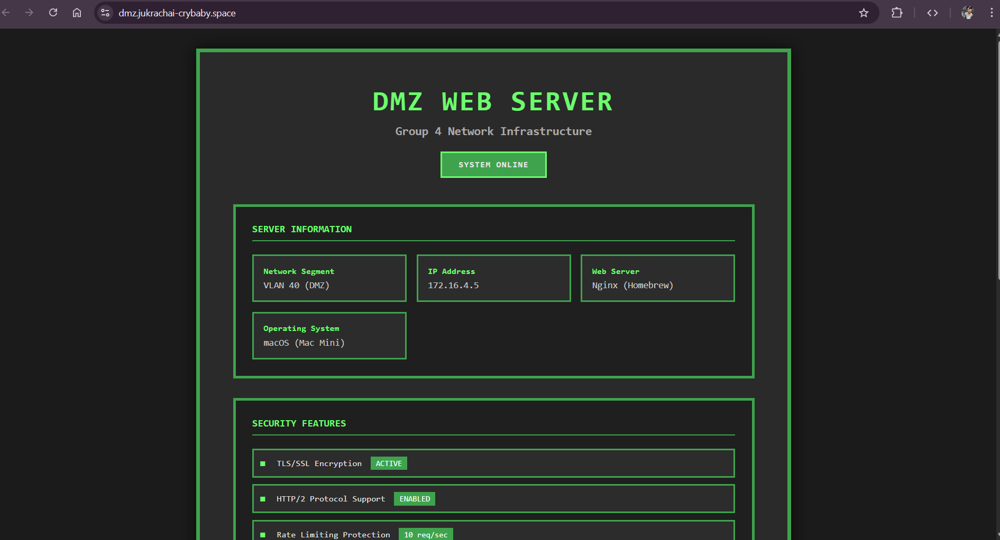 dmz.jukrachai-crybaby.space
DMZ WEB SERVER
Group 4 Network Infrastructure
SYSTEM ONLINE
SERVER INFORMATION
Network Segment
VLAN 40 (DMZ)
IP Address
172.16.4.5
Web Server
Nginx (Homebrew)
Operating System
macOS (Mac Mini)
SECURITY FEATURES
TLS/SSL Encryption ACTIVE
HTTP/2 Protocol Support ENABLED
Rate Limiting Protection 10 req/sec